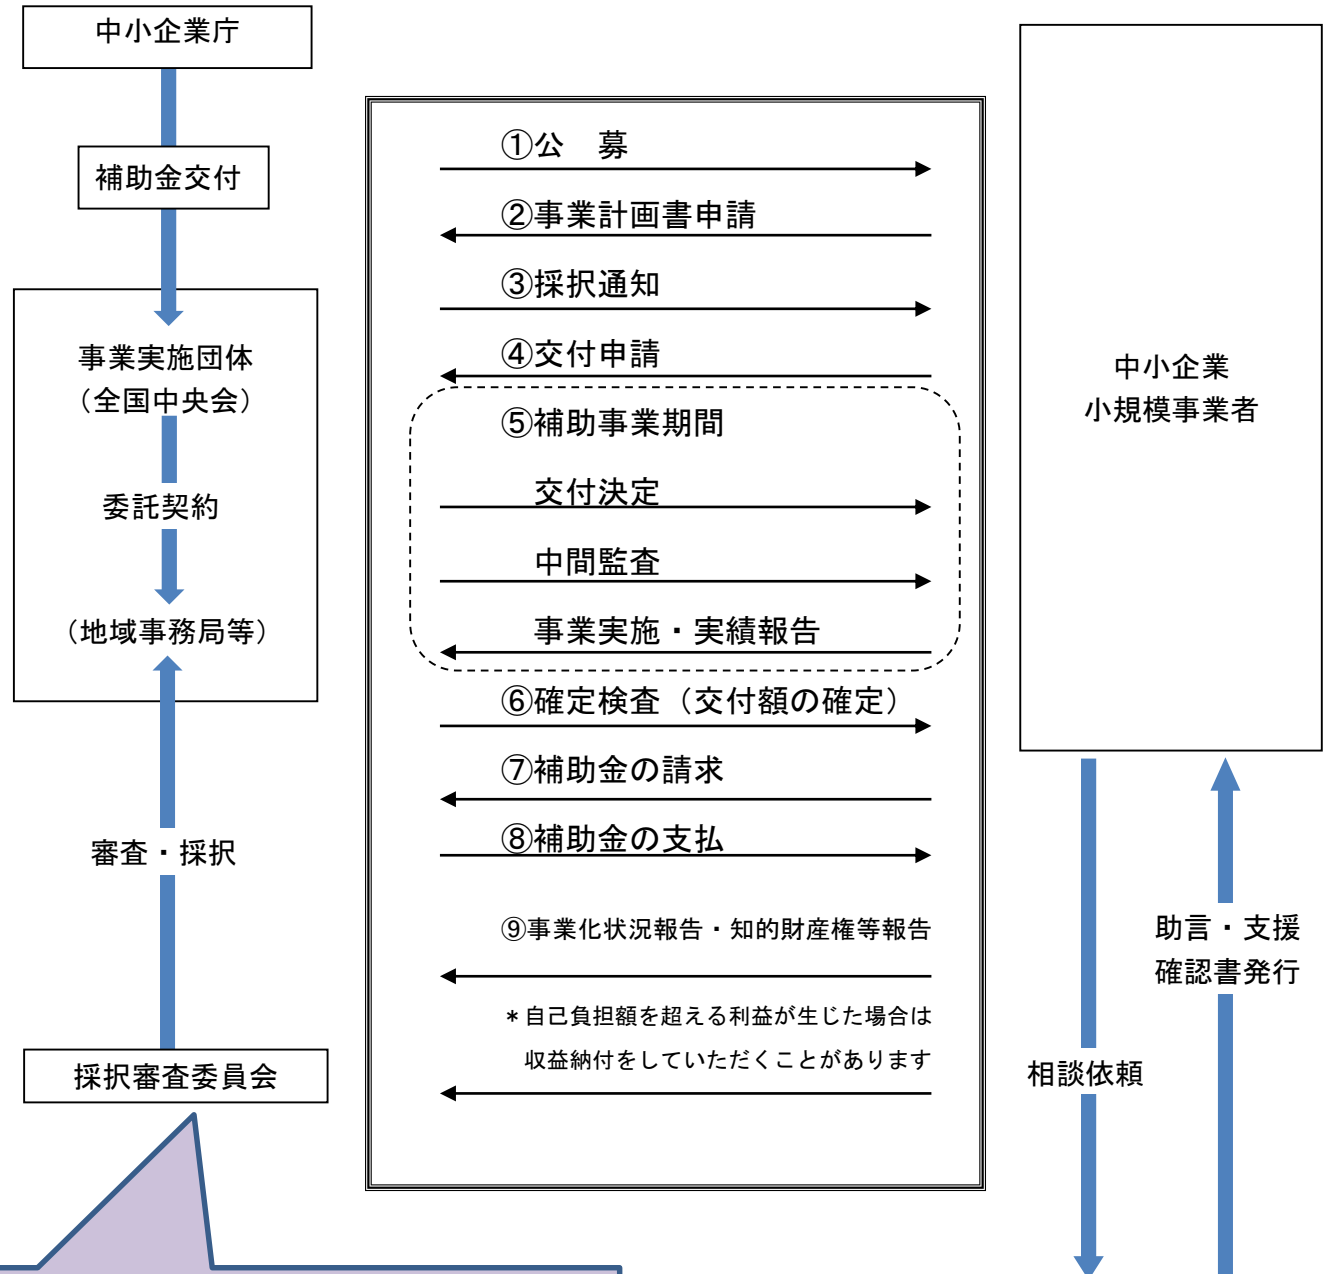 中小企業庁
補助金交付
事業実施団体
（全国中央会）
委託契約
（地域事務局等）
審査・採択
採択審査委員会
①公　募
②事業計画書申請
③採択通知
④交付申請
⑤補助事業期間
交付決定
中間監査
事業実施・実績報告
⑥確定検査（交付額の確定）
⑦補助金の請求
⑧補助金の支払
⑨事業化状況報告・知的財産権等報告
＊自己負担額を超える利益が生じた場合は
収益納付をしていただくことがあります
中小企業
小規模事業者
助言・支援
確認書発行
相談依頼